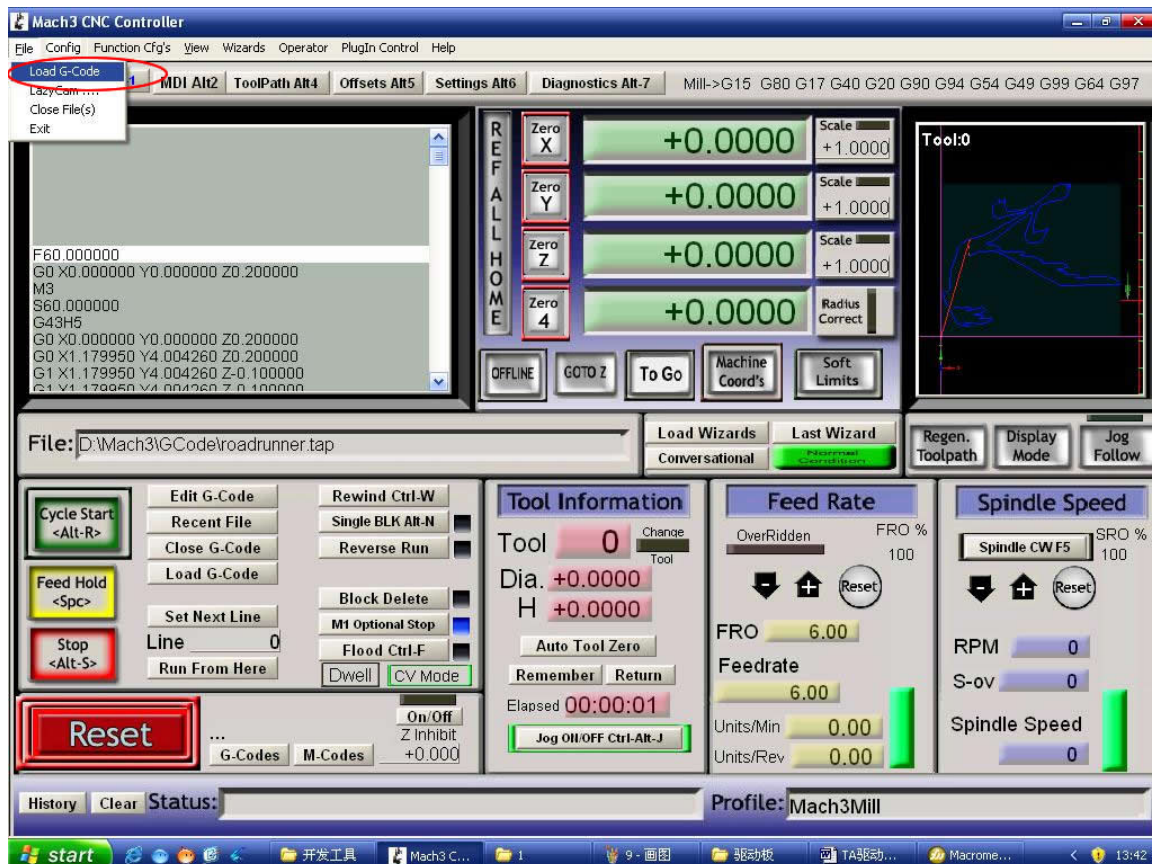 Mach3 CNC Controller
File Config Function Cfg's View Wizards Operator PlugIn Control Help
Load G-Code
LazyCam ....
Close File(s)
Exit
1 MDI Alt2 ToolPath Alt4 Offsets Alt5 Settings Alt6 Diagnostics Alt-7 Mill->G15 G80 G17 G40 G20 G90 G94 G54 G49 G99 G64 G97
F60.000000
G0 X0.000000 Y0.000000 Z0.200000
M3
S60.000000
G43H5
G0 X0.000000 Y0.000000 Z0.200000
G0 X1.179950 Y4.004260 Z0.200000
G1 X1.179950 Y4.004260 Z-0.100000
G1 X1.179950 Y4.004260 Z-0.100000
REF ALL HOME
Zero X +0.0000 Scale +1.0000
Zero Y +0.0000 Scale +1.0000
Zero Z +0.0000 Scale +1.0000
Zero 4 +0.0000 Radius Correct
OFFLINE GOTO Z To Go Machine Coord's Soft Limits
Tool:0
File: D:\Mach3\GCode\roadrunner.tap
Load Wizards Last Wizard
Conversational Normal Condition
Regen. Toolpath Display Mode Jog Follow
Cycle Start <Alt-R>
Feed Hold <Spc>
Stop <Alt-S>
Edit G-Code Rewind Ctrl-W
Recent File Single BLK Alt-N
Close G-Code Reverse Run
Load G-Code
Block Delete
Set Next Line M1 Optional Stop
Line 0 Flood Ctrl-F
Run From Here Dwell CV Mode
Reset
...
G-Codes M-Codes
On/Off
Z Inhibit
+0.000
Tool Information
Tool 0 Change Tool
Dia. +0.0000
H +0.0000
Auto Tool Zero
Remember Return
Elapsed 00:00:01
Jog ON/OFF Ctrl-Alt-J
Feed Rate
OverRidden FRO %
100
Reset
FRO 6.00
Feedrate
6.00
Units/Min 0.00
Units/Rev 0.00
Spindle Speed
Spindle CW F5 SRO %
100
Reset
RPM 0
S-ov 0
Spindle Speed
0
History Clear Status: Profile: Mach3Mill
start 开发工具 Mach3 C... 1 9 - 画图 驱动板 TA驱动... Macrome... 13:42